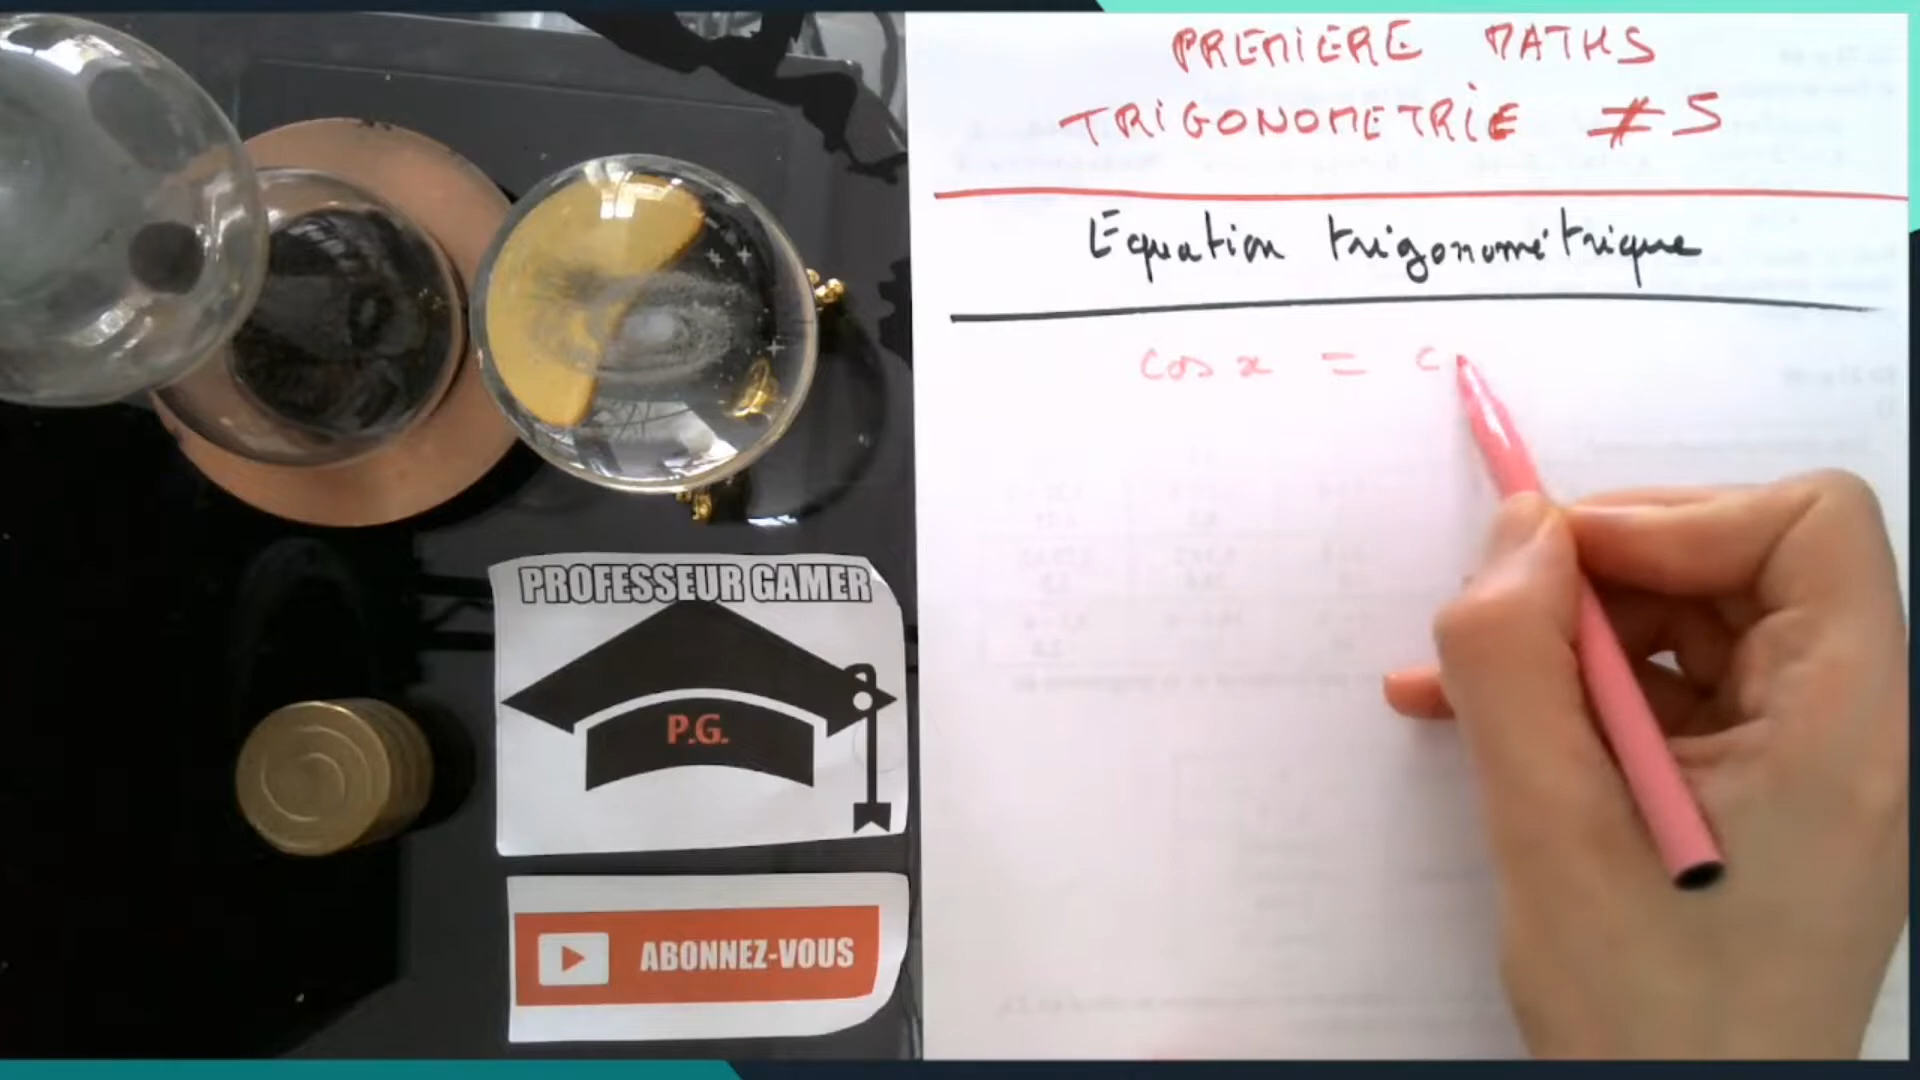 PREMIERE MATHS
TRIGONOMETRIE #5
Equation trigonométrique
cos x = c
PROFESSEUR GAMER
P.G.
ABONNEZ-VOUS